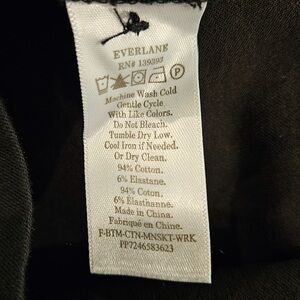 EVERLANE
RN# 139393
P
Machine Wash Cold
Gentle Cycle
With Like Colors.
Do Not Bleach.
Tumble Dry Low.
Cool Iron if Needed.
Or Dry Clean.
94% Cotton.
6% Elastane.
94% Coton.
6% Elasthanne.
Made in China.
Fabriqué en Chine.
F-BTM-CTN-MNSKT-WRK
PP7246583623